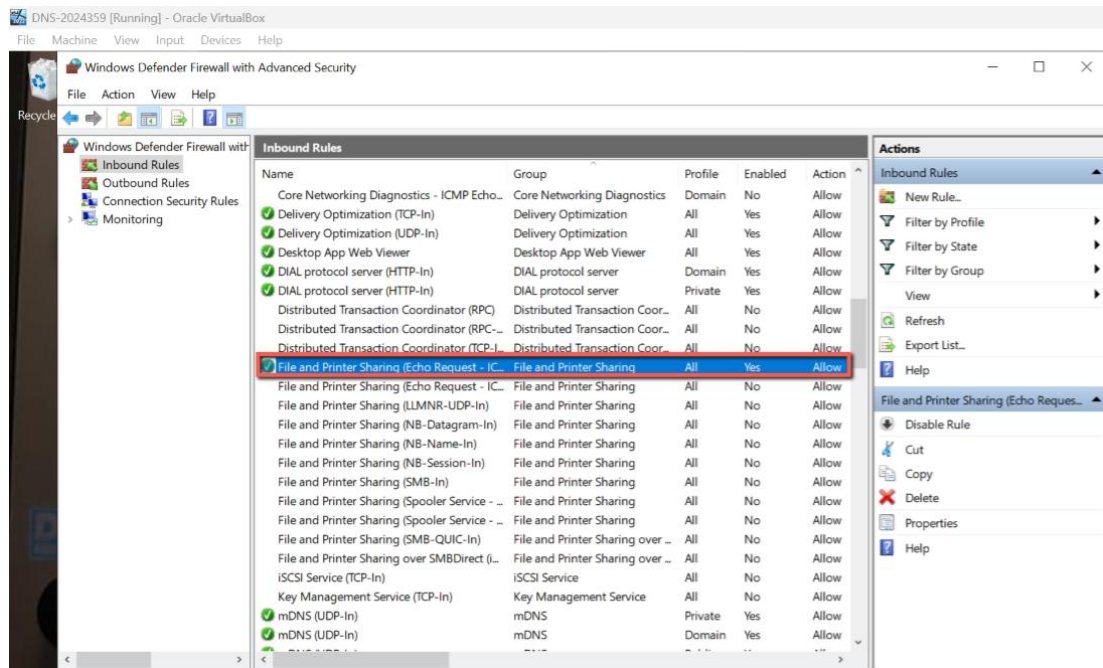 DNS-2024359 [Running] - Oracle VirtualBox
File Machine View Input Devices Help
Recycle
Windows Defender Firewall with Advanced Security
File Action View Help
Windows Defender Firewall with
Inbound Rules
Outbound Rules
Connection Security Rules
Monitoring
Inbound Rules
Name Group Profile Enabled Action
Core Networking Diagnostics - ICMP Echo... Core Networking Diagnostics Domain No Allow
Delivery Optimization (TCP-In) Delivery Optimization All Yes Allow
Delivery Optimization (UDP-In) Delivery Optimization All Yes Allow
Desktop App Web Viewer Desktop App Web Viewer All Yes Allow
DIAL protocol server (HTTP-In) DIAL protocol server Domain Yes Allow
DIAL protocol server (HTTP-In) DIAL protocol server Private Yes Allow
Distributed Transaction Coordinator (RPC) Distributed Transaction Coor... All No Allow
Distributed Transaction Coordinator (RPC-... Distributed Transaction Coor... All No Allow
Distributed Transaction Coordinator (TCP-I... Distributed Transaction Coor... All No Allow
File and Printer Sharing (Echo Request - IC... File and Printer Sharing All Yes Allow
File and Printer Sharing (Echo Request - IC... File and Printer Sharing All No Allow
File and Printer Sharing (LLMNR-UDP-In) File and Printer Sharing All No Allow
File and Printer Sharing (NB-Datagram-In) File and Printer Sharing All No Allow
File and Printer Sharing (NB-Name-In) File and Printer Sharing All No Allow
File and Printer Sharing (NB-Session-In) File and Printer Sharing All No Allow
File and Printer Sharing (SMB-In) File and Printer Sharing All No Allow
File and Printer Sharing (Spooler Service - ... File and Printer Sharing All No Allow
File and Printer Sharing (Spooler Service - ... File and Printer Sharing All No Allow
File and Printer Sharing (SMB-QUIC-In) File and Printer Sharing over ... All No Allow
File and Printer Sharing over SMBDirect (i... File and Printer Sharing over ... All No Allow
iSCSI Service (TCP-In) iSCSI Service All No Allow
Key Management Service (TCP-In) Key Management Service All No Allow
mDNS (UDP-In) mDNS Private Yes Allow
mDNS (UDP-In) mDNS Domain Yes Allow
Actions
Inbound Rules
New Rule...
Filter by Profile
Filter by State
Filter by Group
View
Refresh
Export List...
Help
File and Printer Sharing (Echo Reques...
Disable Rule
Cut
Copy
Delete
Properties
Help